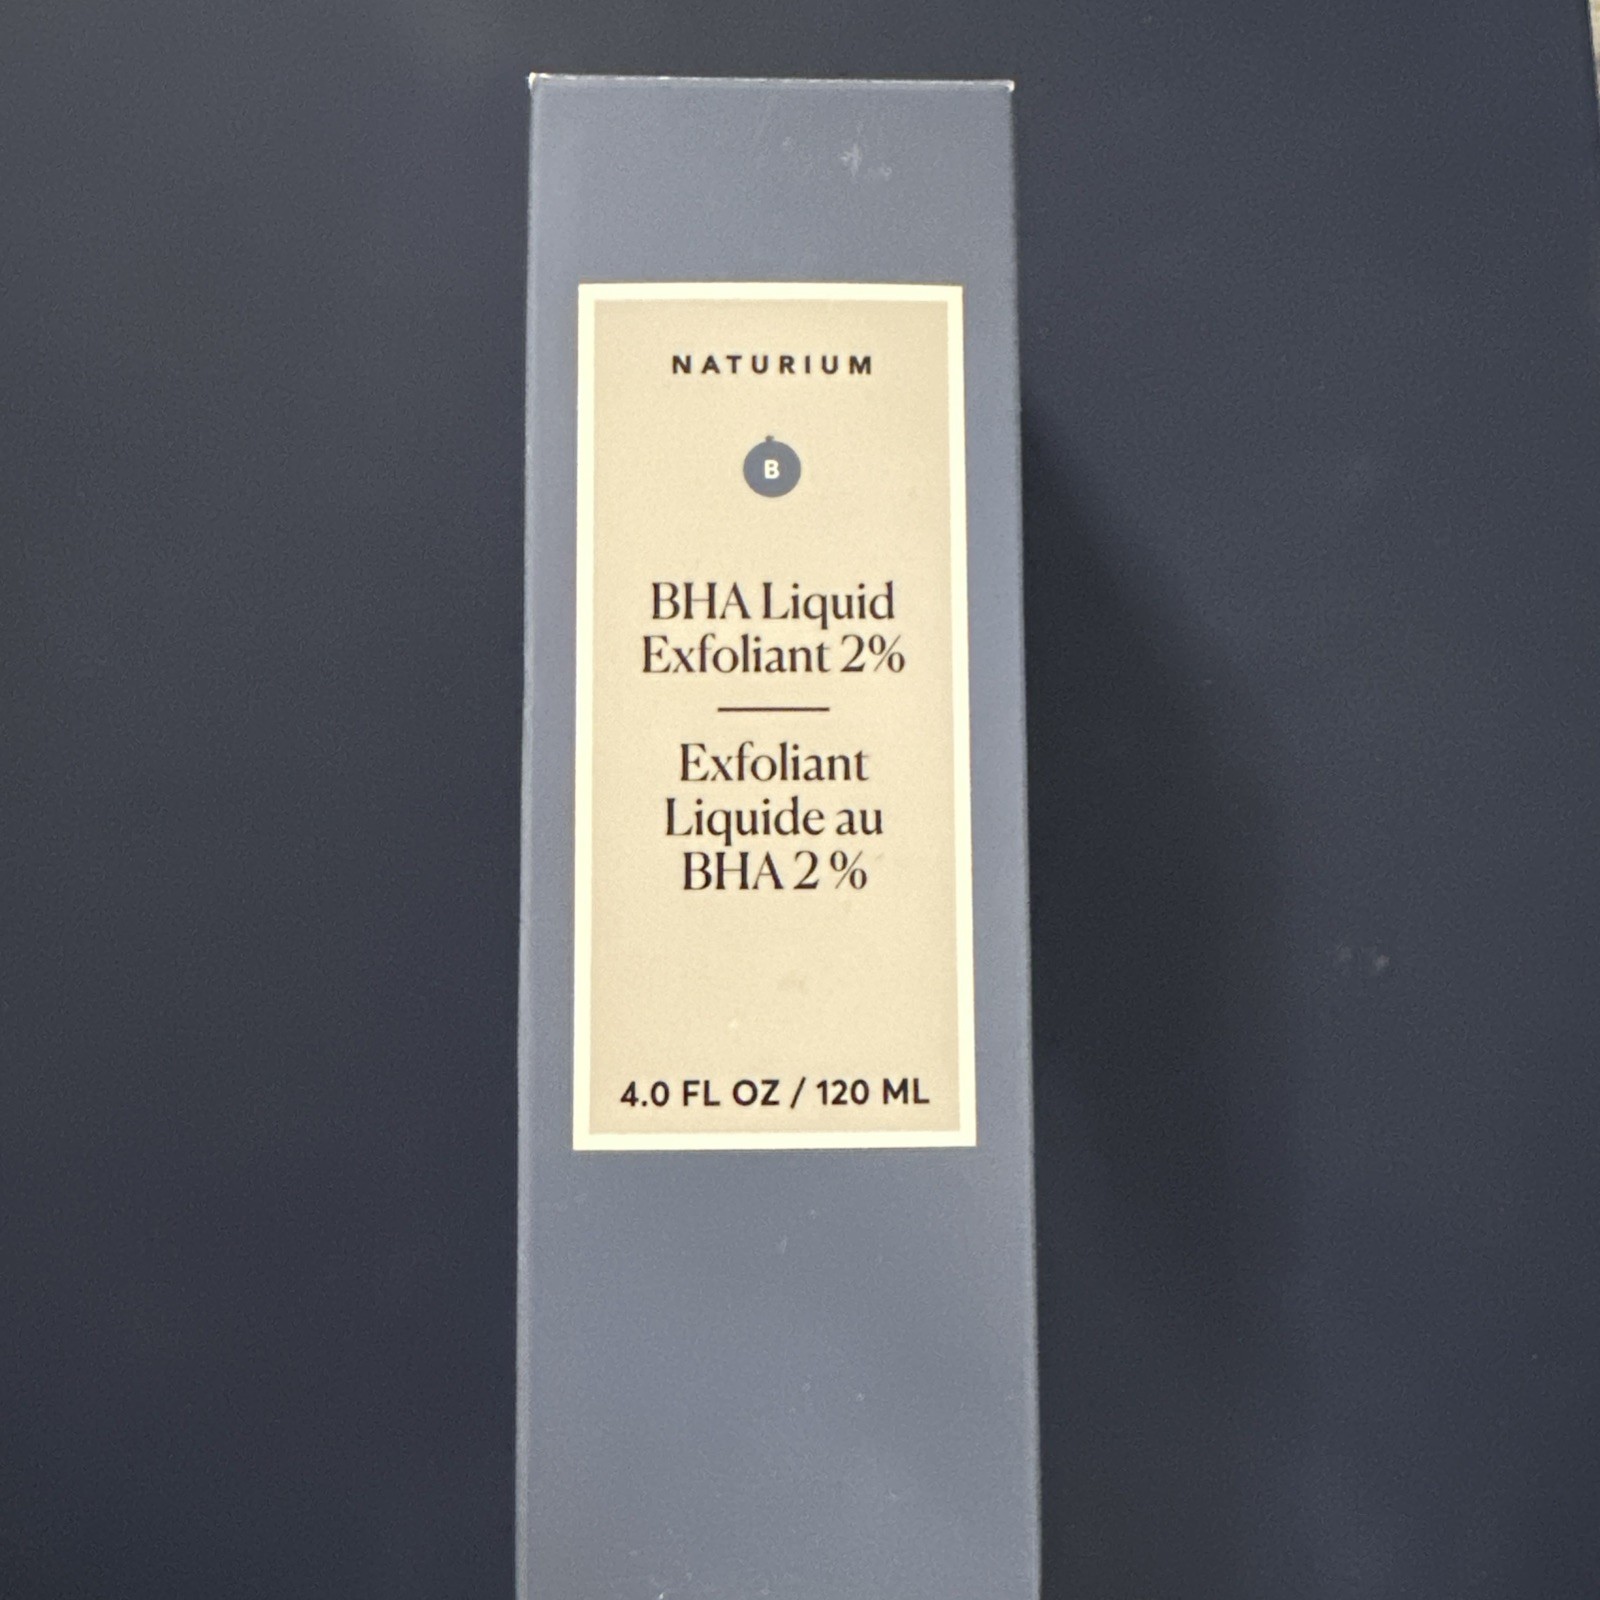 NATURIUM
B
BHA Liquid
Exfoliant 2%
Exfoliant
Liquide au
BHA 2 %
4.0 FL OZ / 120 ML